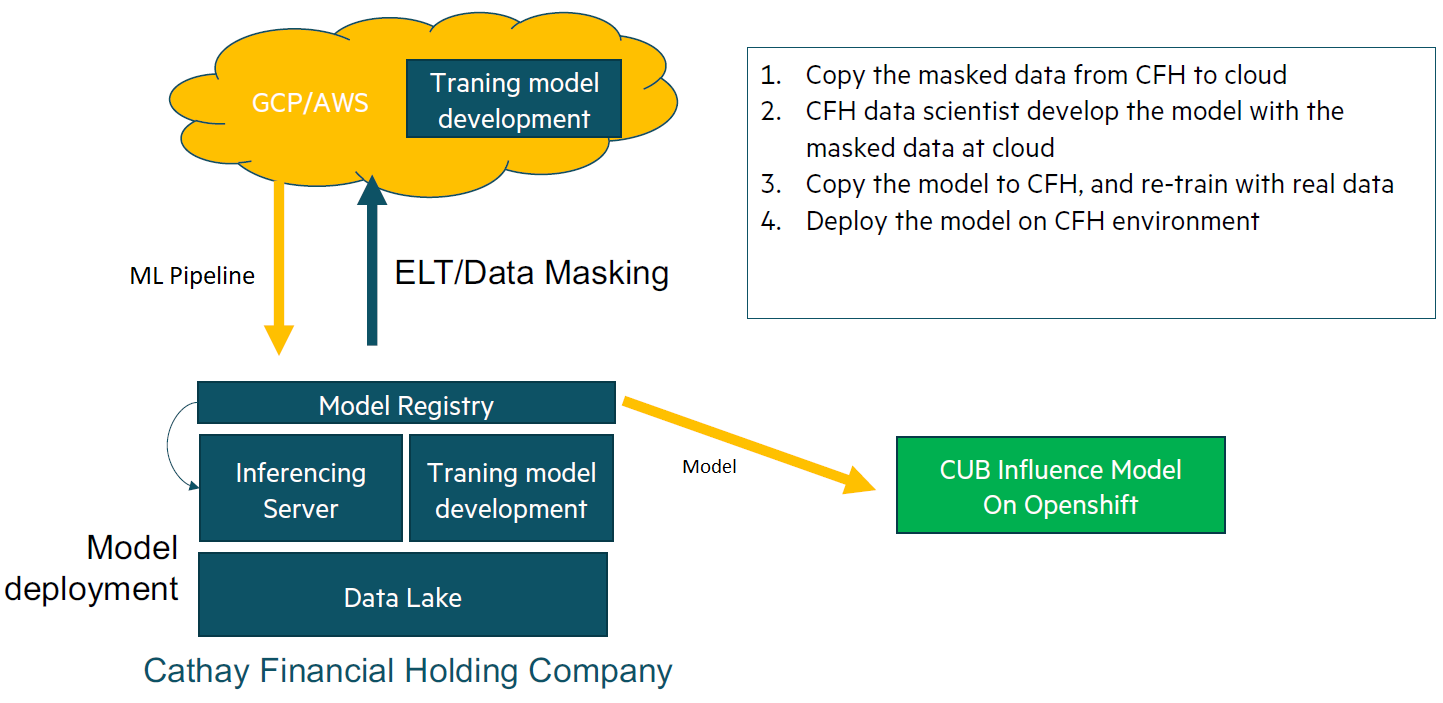 GCP/AWS
Traning model
development
1. Copy the masked data from CFH to cloud
2. CFH data scientist develop the model with the
masked data at cloud
3. Copy the model to CFH, and re-train with real data
4. Deploy the model on CFH environment
ML Pipeline
ELT/Data Masking
Model Registry
Inferencing
Server
Traning model
development
Model
CUB Influence Model
On Openshift
Model
deployment
Data Lake
Cathay Financial Holding Company